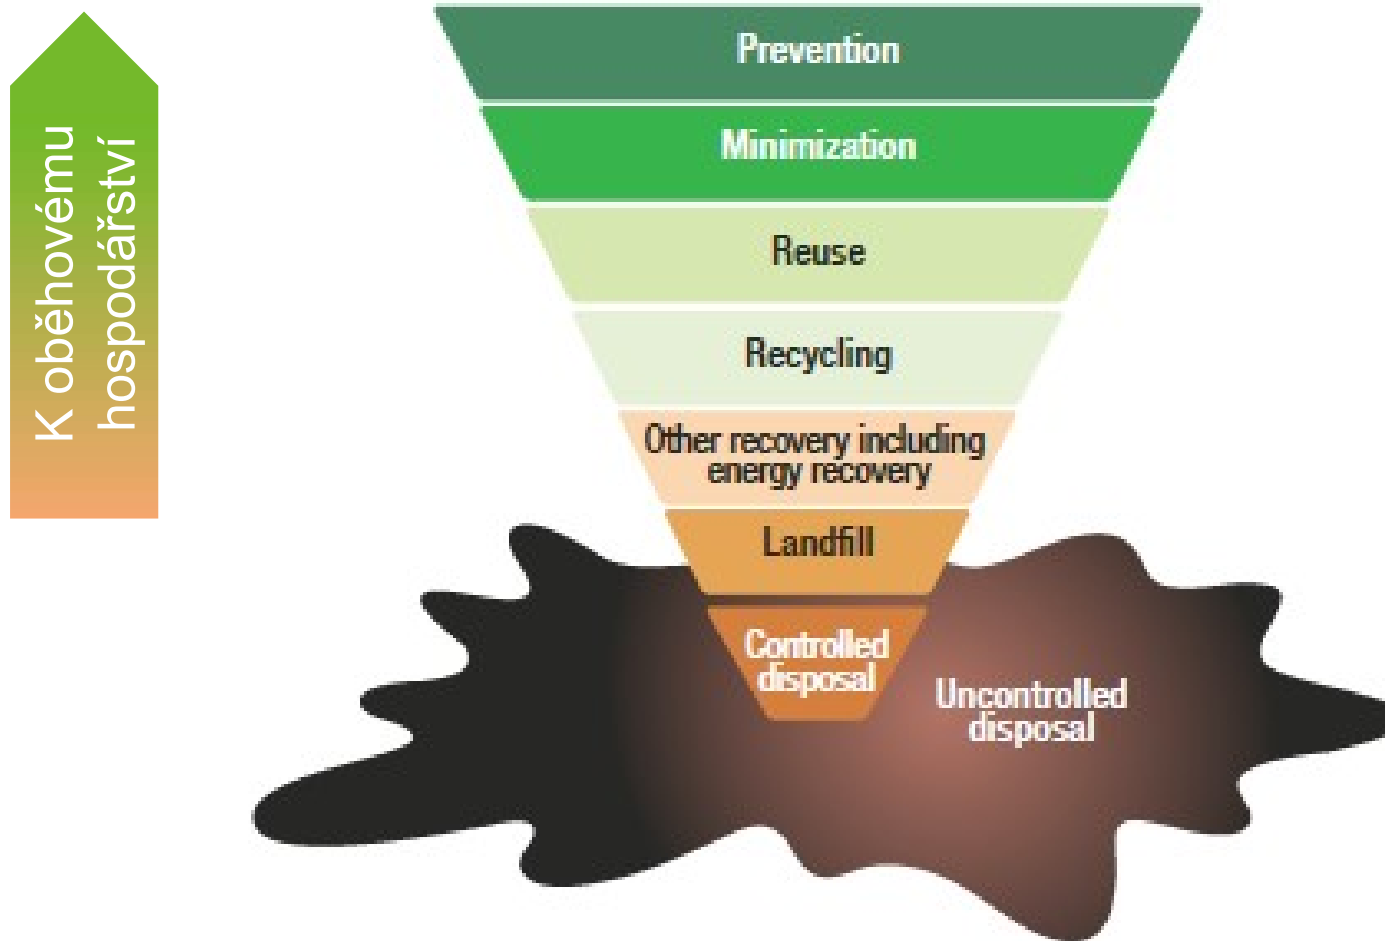 K oběhovému
hospodářství
Prevention
Minimization
Reuse
Recycling
Other recovery including
energy recovery
Landfill
Controlled
disposal
Uncontrolled
disposal